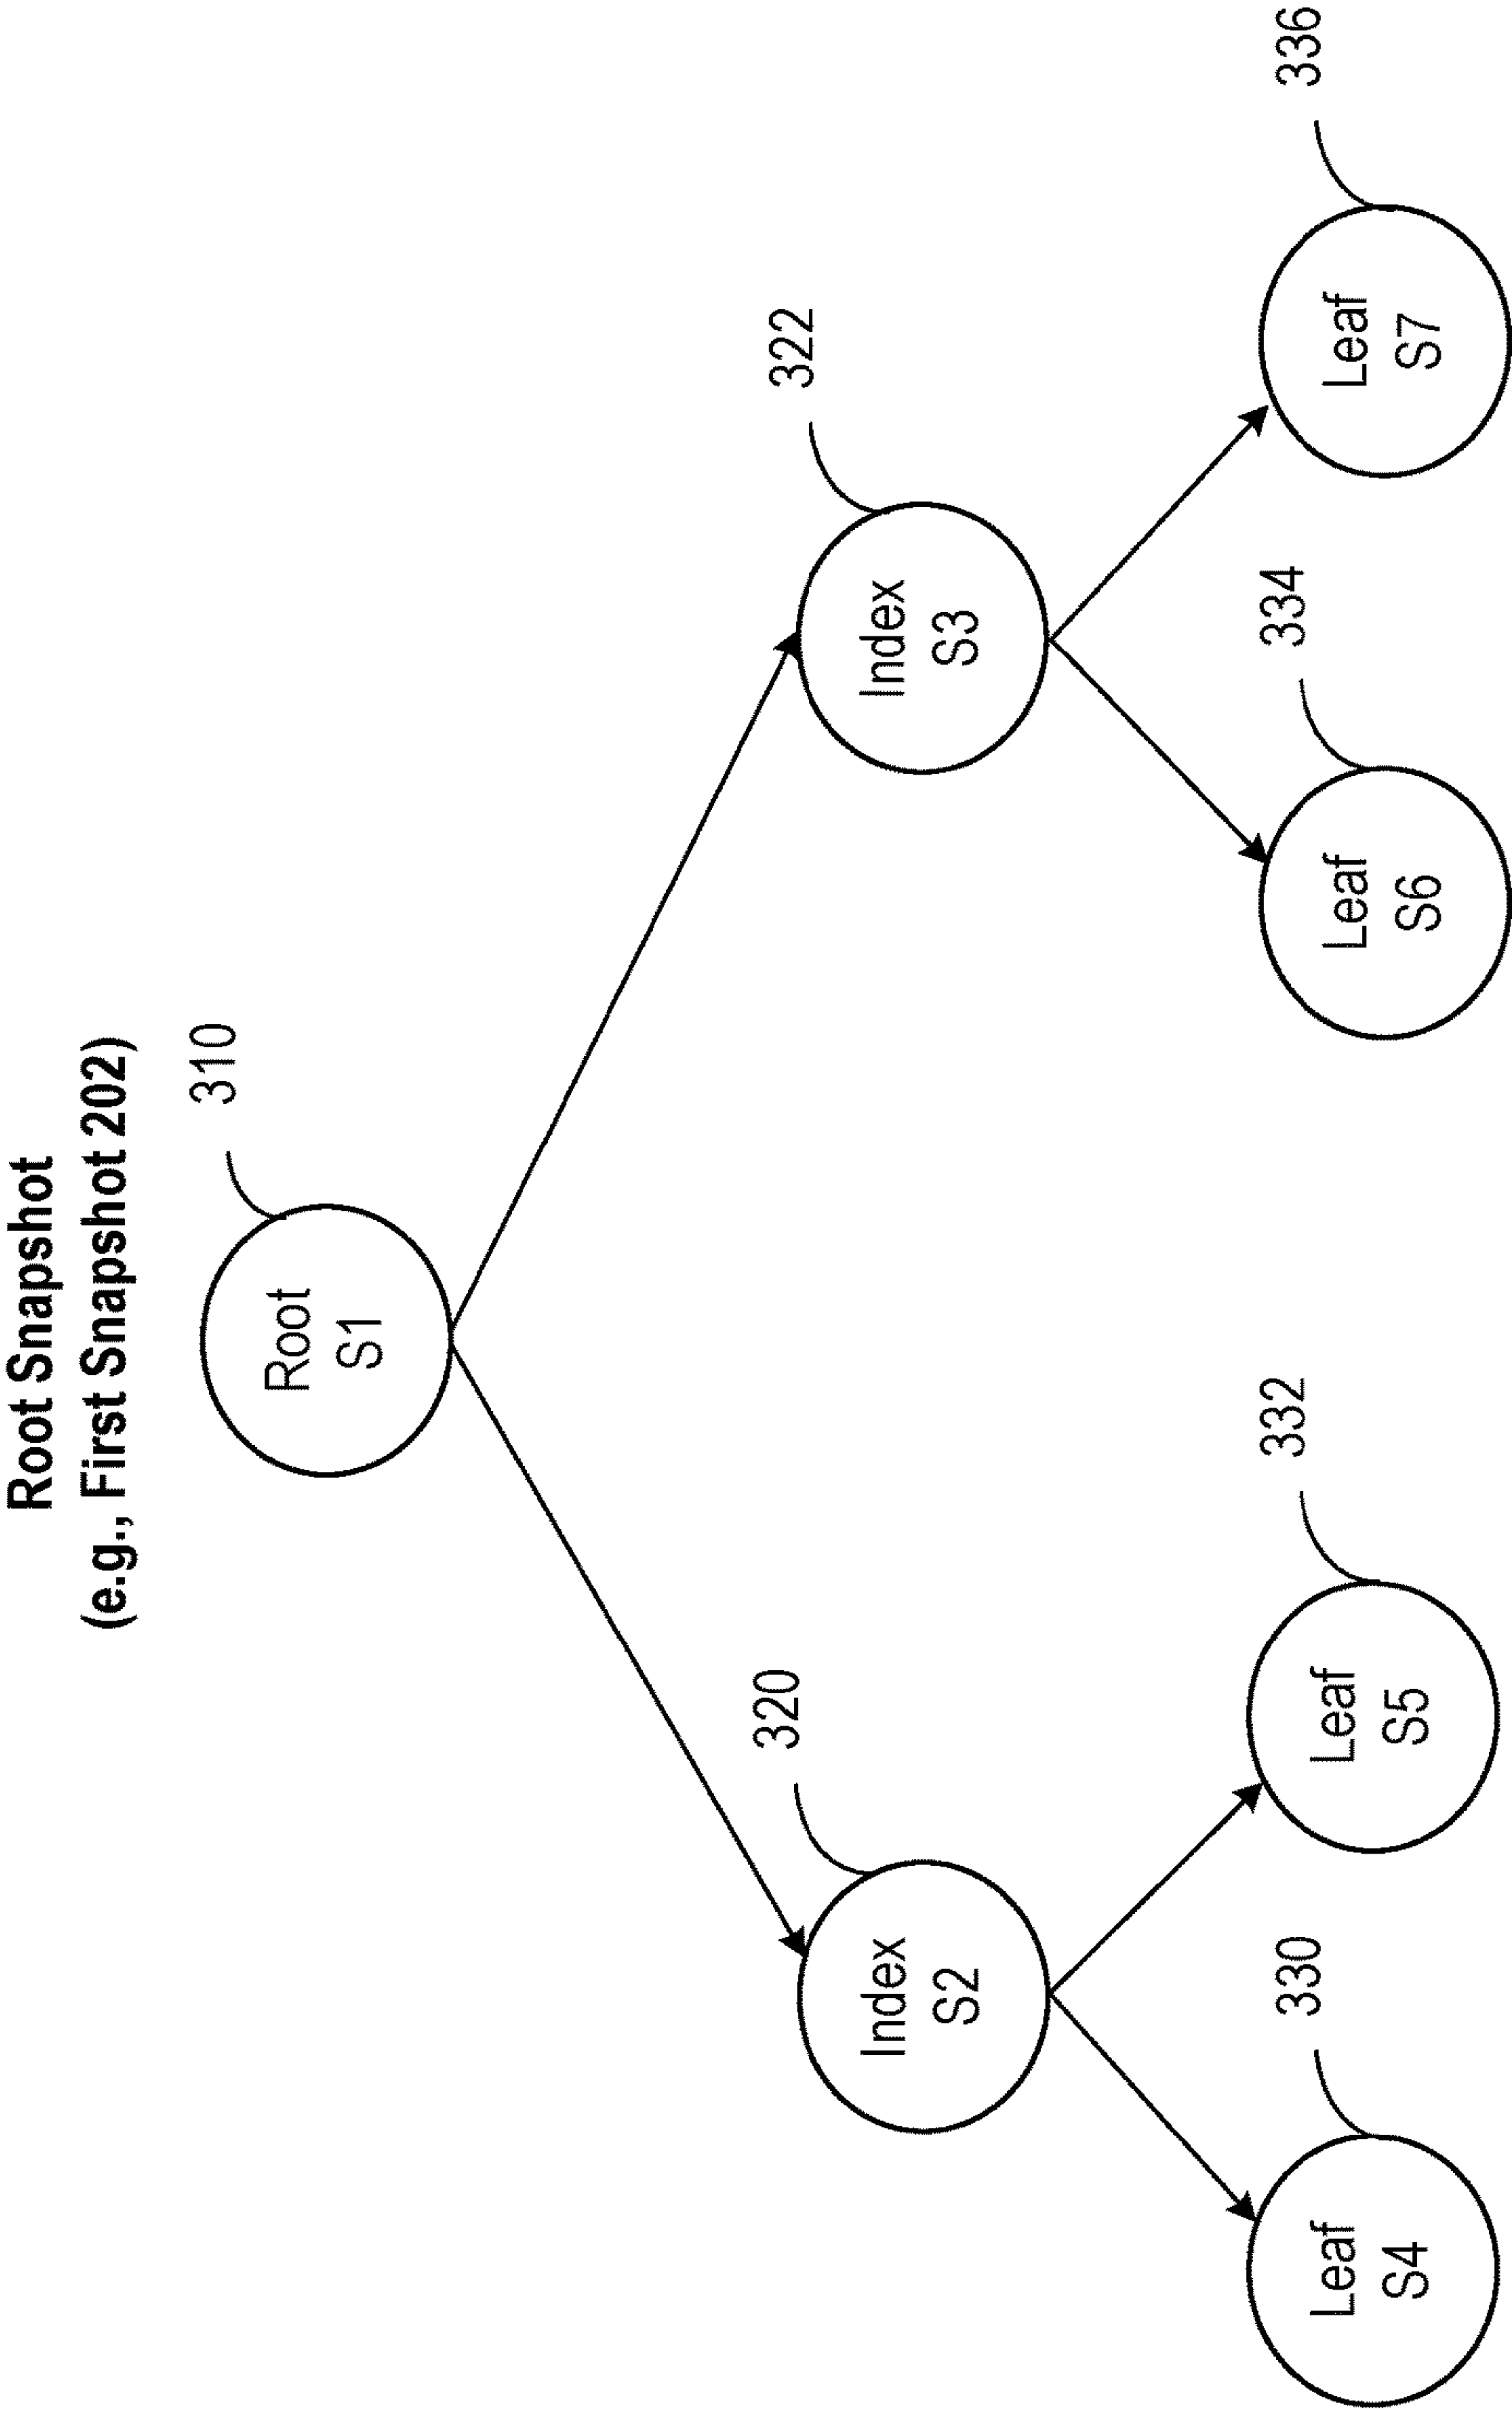 Root Snapshot
(e.g., First Snapshot 202)
310
Root
S1
320
Index
S2
322
Index
S3
330
Leaf
S4
332
Leaf
S5
334
Leaf
S6
336
Leaf
S7